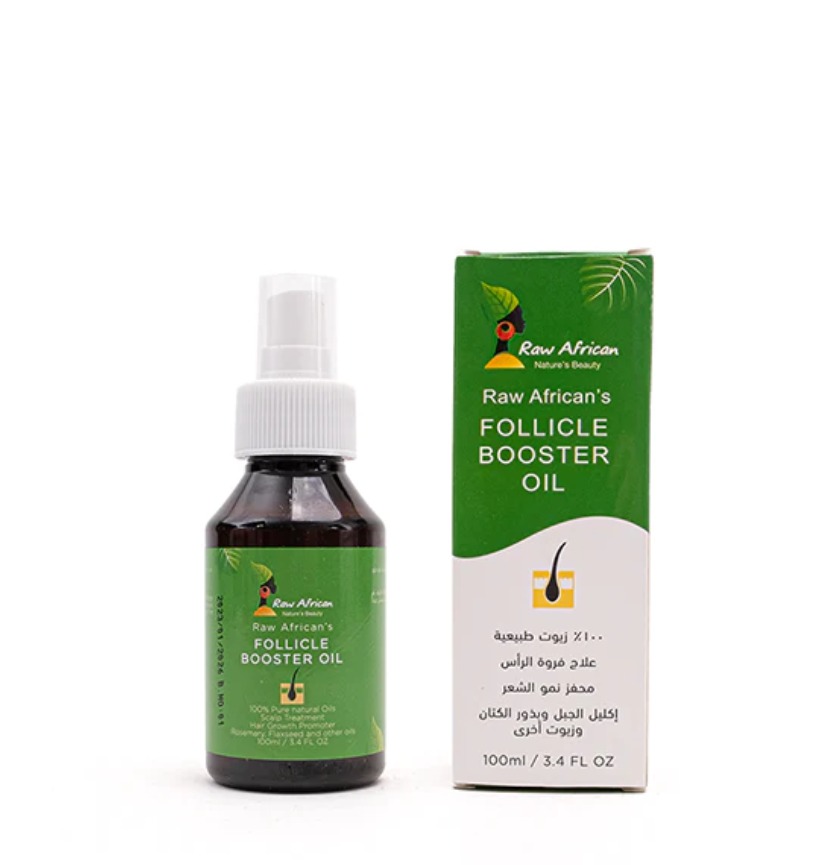 Raw African
Nature's Beauty
Raw African's
FOLLICLE
BOOSTER OIL
100% Pure natural Oils
Scalp Treatment
Hair Growth Promoter
Rosemary, Flaxseed and other oils
100ml / 3.4 FL OZ
Raw African
Nature's Beauty
Raw African's
FOLLICLE
BOOSTER
OIL
١٠٠٪ زيوت طبيعية
علاج فروة الرأس
محفز نمو الشعر
إكليل الجبل وبذور الكتان
وزيوت أخرى
100ml / 3.4 FL OZ